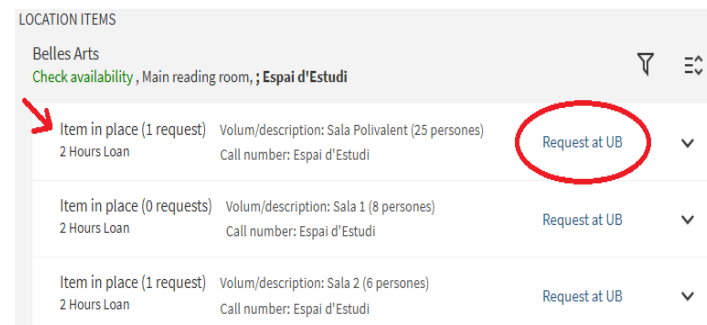 LOCATION ITEMS
Belles Arts
Check availability , Main reading room, ; Espai d'Estudi
Item in place (1 request) Volum/description: Sala Polivalent (25 persones)
2 Hours Loan Call number: Espai d'Estudi
Request at UB
Item in place (0 requests) Volum/description: Sala 1 (8 persones)
2 Hours Loan Call number: Espai d'Estudi
Request at UB
Item in place (1 request) Volum/description: Sala 2 (6 persones)
2 Hours Loan Call number: Espai d'Estudi
Request at UB